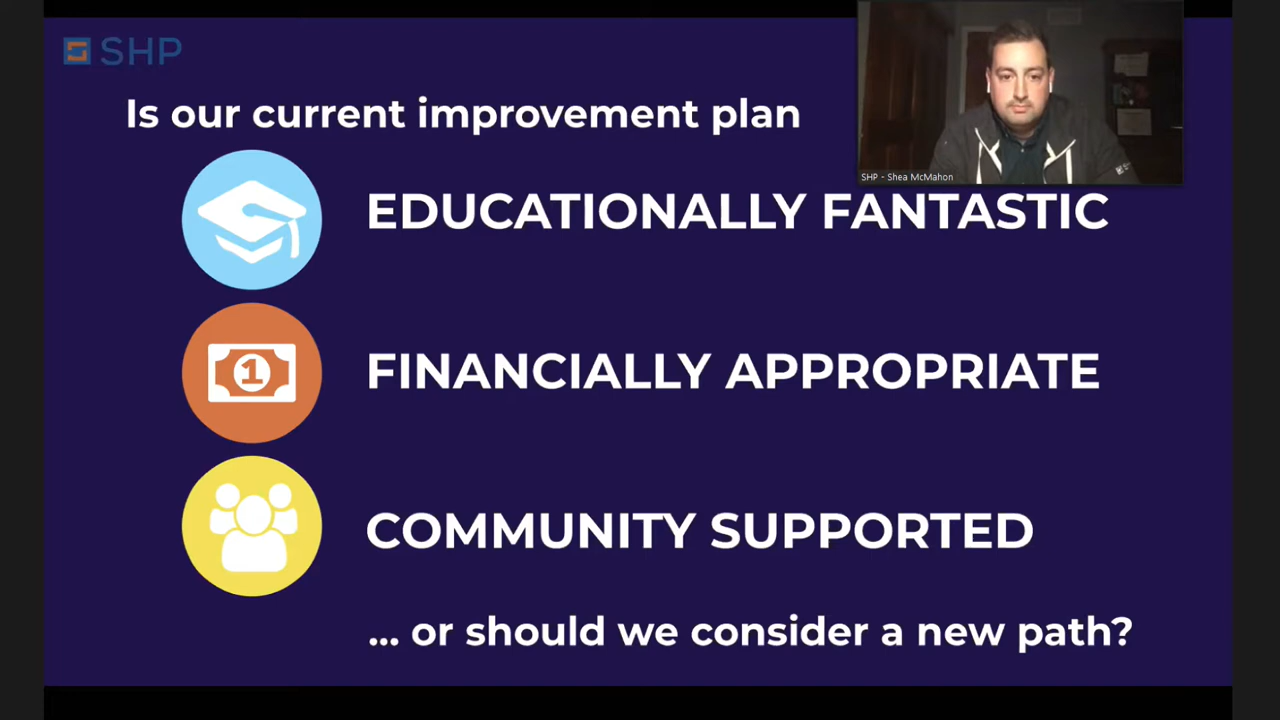 SHP
Is our current improvement plan
SHP - Shea McMahon
EDUCATIONALLY FANTASTIC
1
FINANCIALLY APPROPRIATE
COMMUNITY SUPPORTED
... or should we consider a new path?